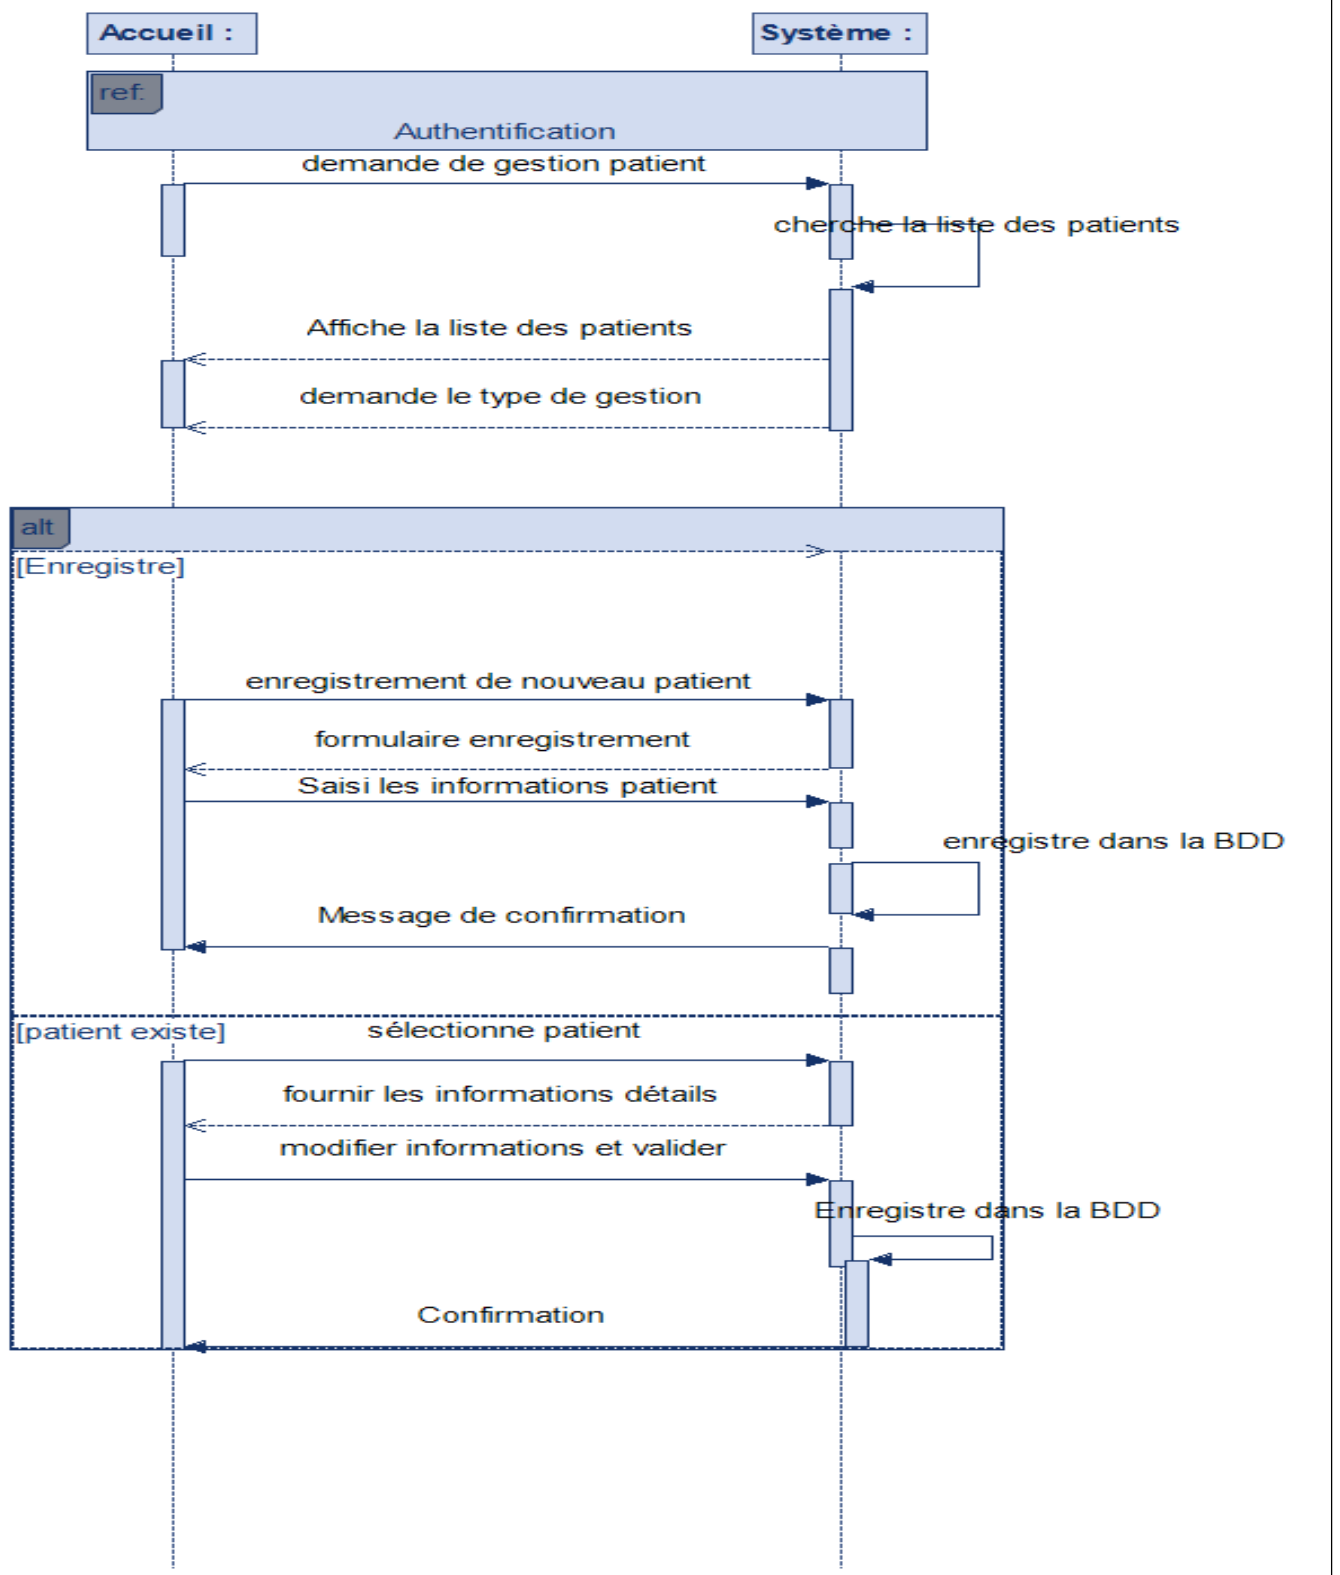 Accueil :
Système :
ref:
Authentification
demande de gestion patient
cherche la liste des patients
Affiche la liste des patients
demande le type de gestion
alt
[Enregistre]
enregistrement de nouveau patient
formulaire enregistrement
Saisi les informations patient
enregistre dans la BDD
Message de confirmation
[patient existe]
sélectionne patient
fournir les informations détails
modifier informations et valider
Enregistre dans la BDD
Confirmation